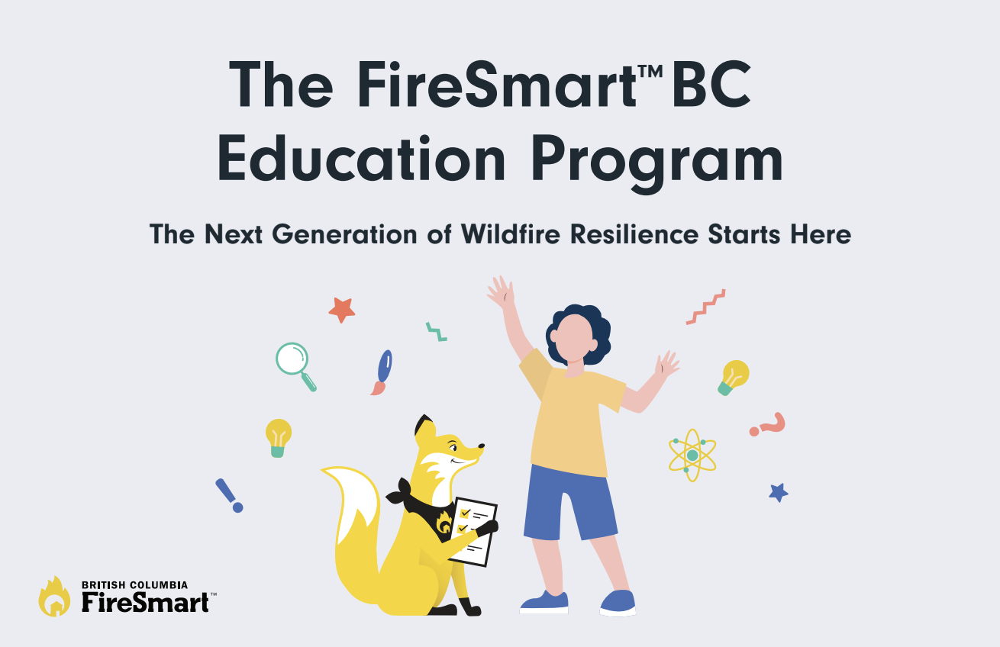 The FireSmart™ BC
Education Program
The Next Generation of Wildfire Resilience Starts Here
BRITISH COLUMBIA
FireSmart™